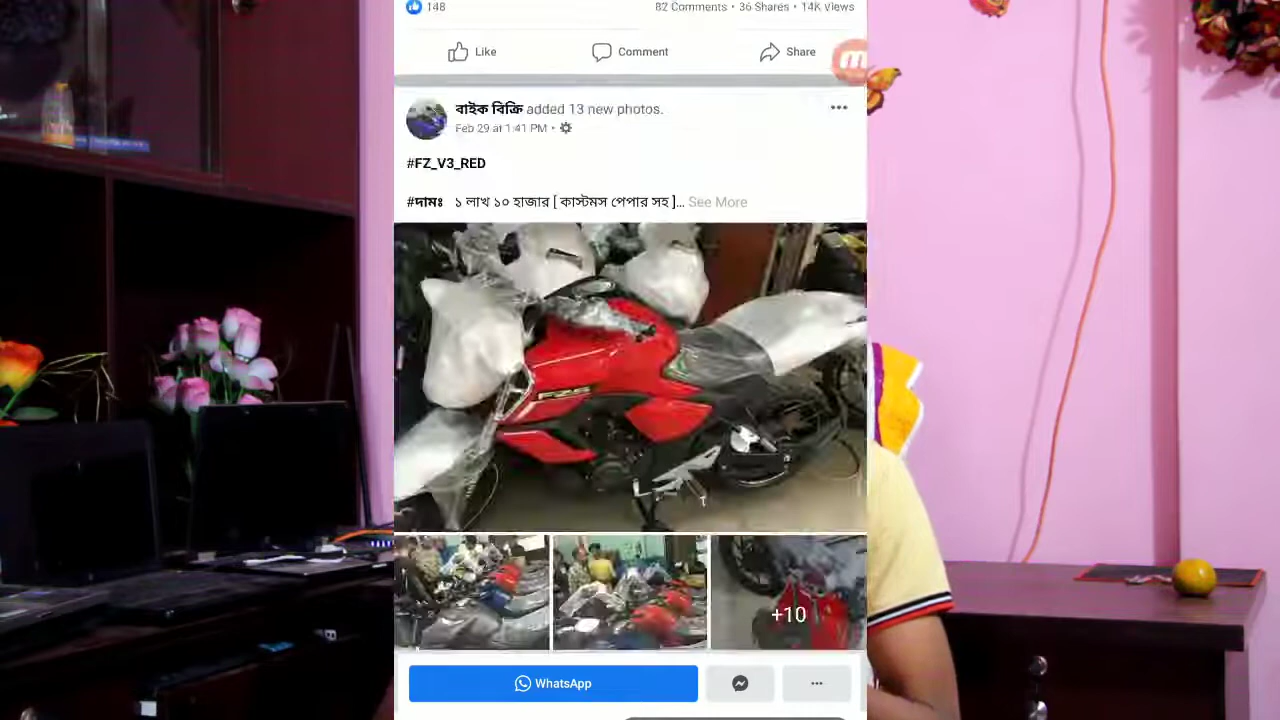 148
82 Comments • 36 Shares • 14K Views
Like
Comment
Share
বাইক বিক্রি added 13 new photos.
Feb 29 at 1:41 PM •
#FZ_V3_RED
#দামঃ ১ লাখ ১০ হাজার [ কাস্টমস পেপার সহ ]... See More
FZS
+10
WhatsApp